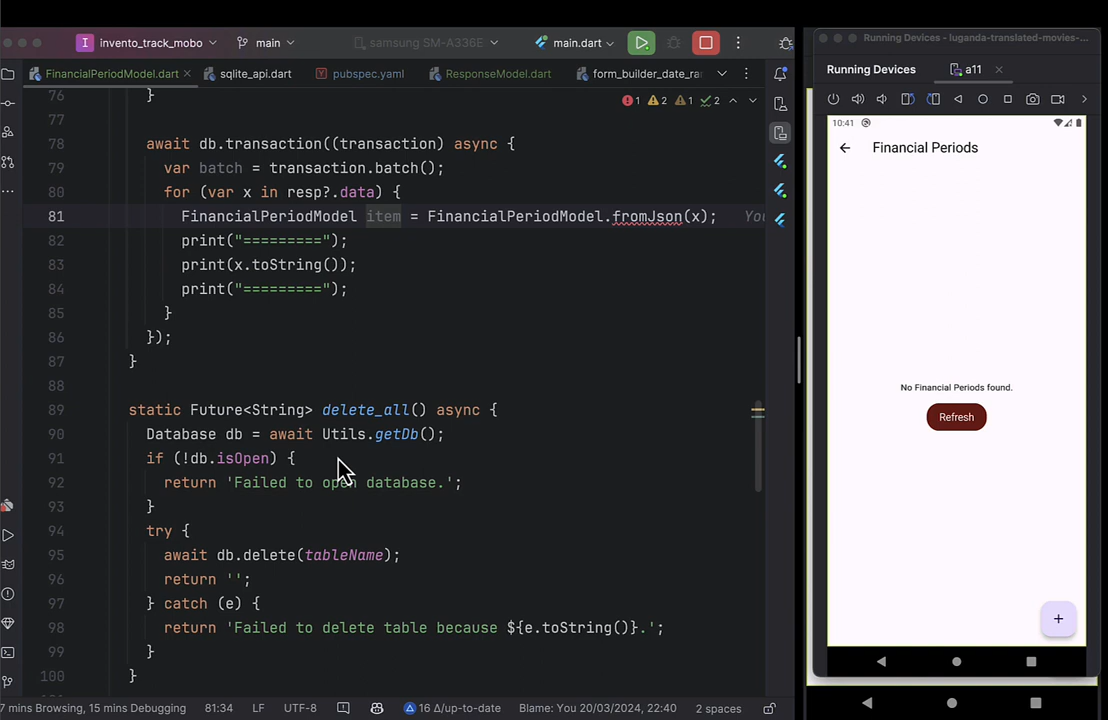 invento_track_mobo
main
samsung SM-A336E
main.dart
Running Devices - luganda-translated-movies-...
FinancialPeriodModel.dart
sqlite_api.dart
pubspec.yaml
ResponseModel.dart
form_builder_date_ra
Running Devices
a11
1 2 1 2
76 }
77
78 await db.transaction((transaction) async {
79 var batch = transaction.batch();
80 for (var x in resp?.data) {
81 FinancialPeriodModel item = FinancialPeriodModel.fromJson(x); Yo
82 print("=========");
83 print(x.toString());
84 print("=========");
85 }
86 });
87 }
88
89 static Future<String> delete_all() async {
90 Database db = await Utils.getDb();
91 if (!db.isOpen) {
92 return 'Failed to open database.';
93 }
94 try {
95 await db.delete(tableName);
96 return '';
97 } catch (e) {
98 return 'Failed to delete table because ${e.toString()}.';
99 }
100 }
7 mins Browsing, 15 mins Debugging 81:34 LF UTF-8 16 Δ/up-to-date Blame: You 20/03/2024, 22:40 2 spaces
10:41
Financial Periods
No Financial Periods found.
Refresh
+